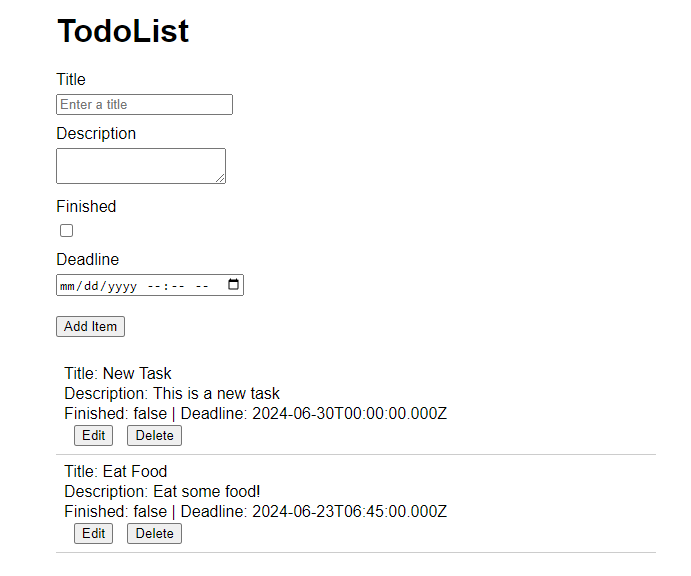 TodoList
Title
Enter a title
Description
Finished
Deadline
mm/dd/yyyy --:-- --
Add Item
Title: New Task
Description: This is a new task
Finished: false | Deadline: 2024-06-30T00:00:00.000Z
Edit Delete
Title: Eat Food
Description: Eat some food!
Finished: false | Deadline: 2024-06-23T06:45:00.000Z
Edit Delete